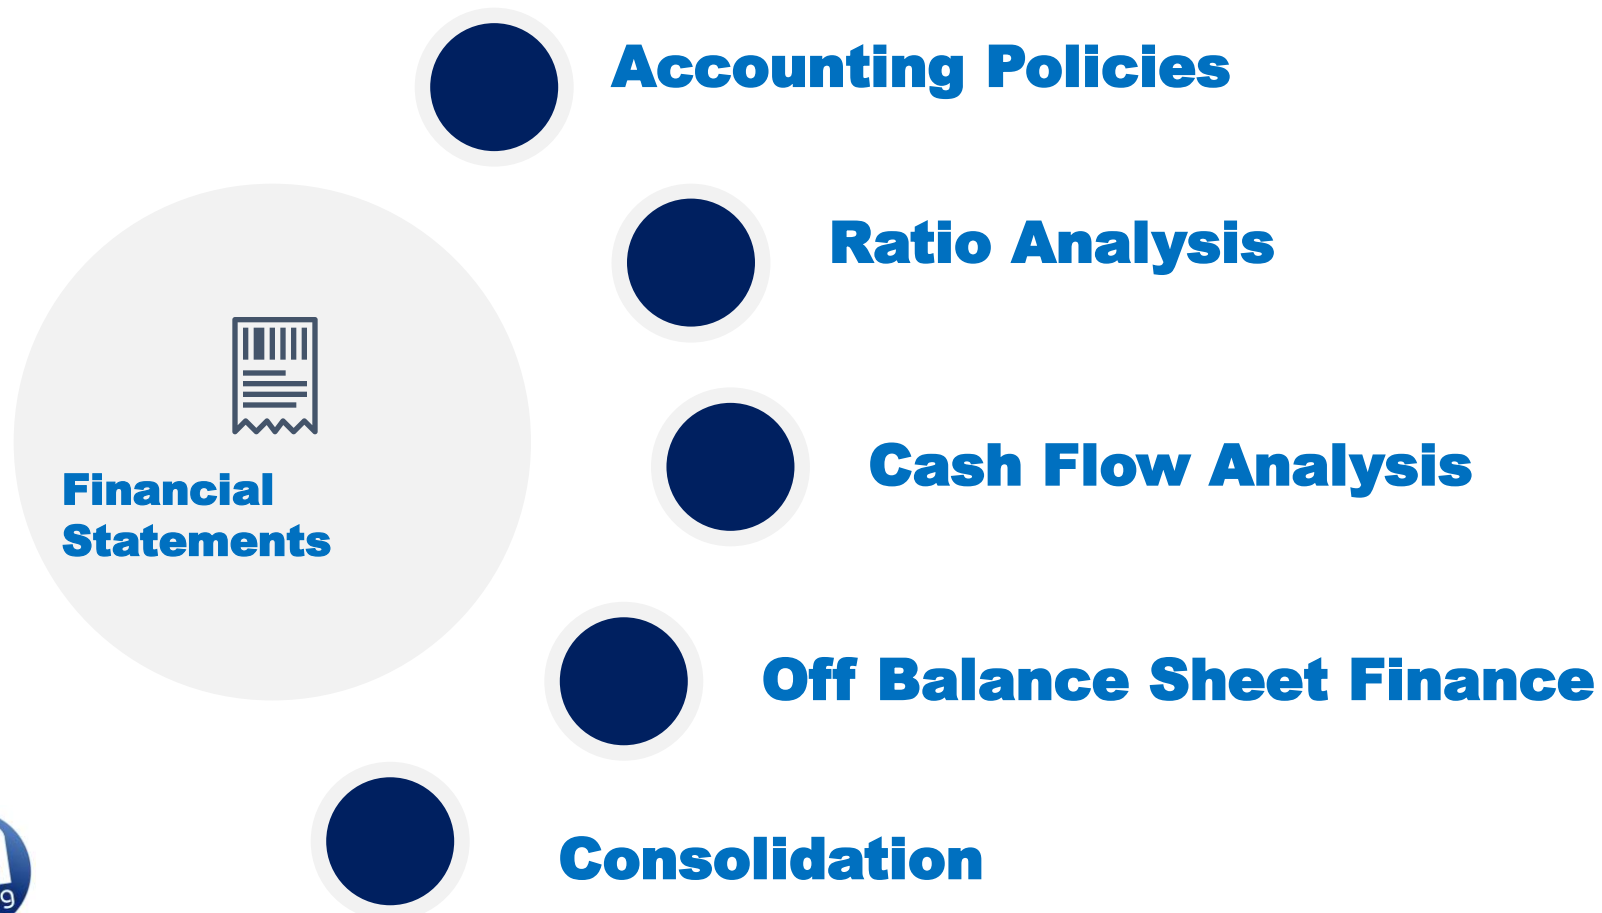 Accounting Policies
Ratio Analysis
Cash Flow Analysis
Financial
Statements
Off Balance Sheet Finance
Consolidation